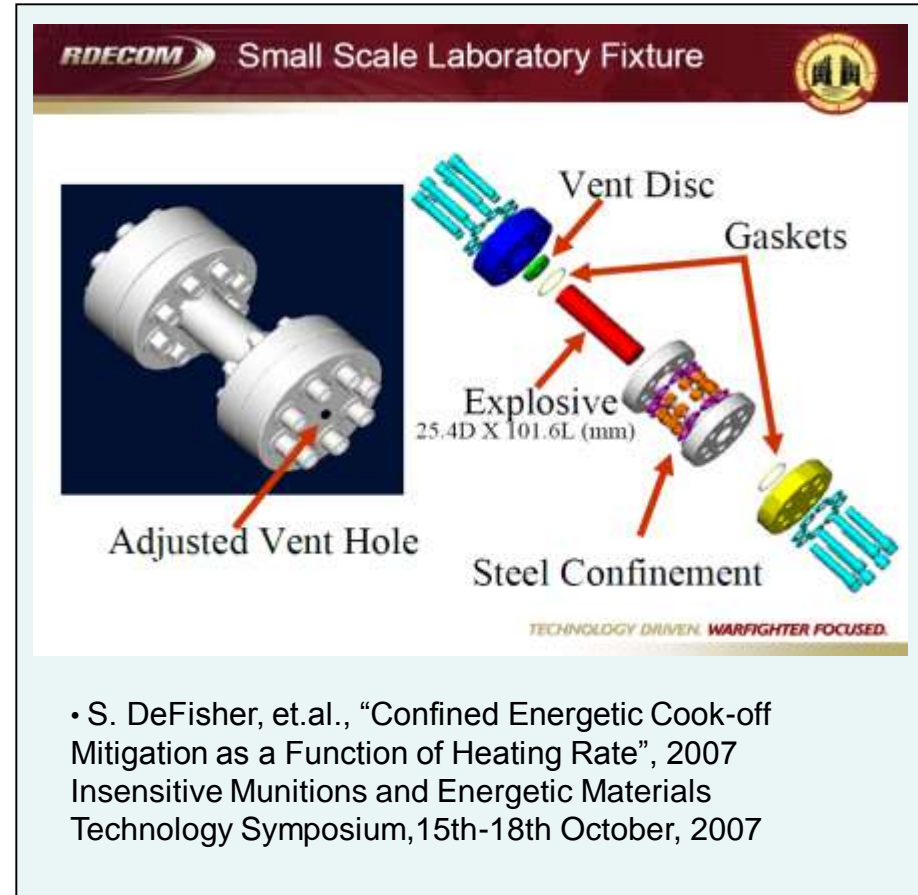 RDECOM Small Scale Laboratory Fixture
Vent Disc
Gaskets
Explosive
25.4D X 101.6L (mm)
Adjusted Vent Hole
Steel Confinement
TECHNOLOGY DRIVEN. WARFIGHTER FOCUSED.
• S. DeFisher, et.al., “Confined Energetic Cook-off
Mitigation as a Function of Heating Rate”, 2007
Insensitive Munitions and Energetic Materials
Technology Symposium,15th-18th October, 2007